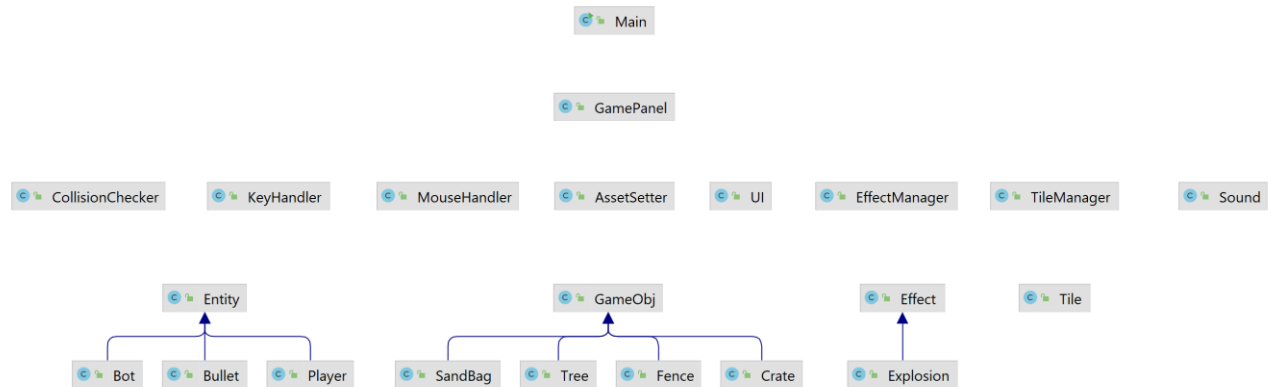 Main
GamePanel
CollisionChecker KeyHandler MouseHandler AssetSetter UI EffectManager TileManager Sound
Entity GameObj Effect Tile
Bot Bullet Player SandBag Tree Fence Crate Explosion